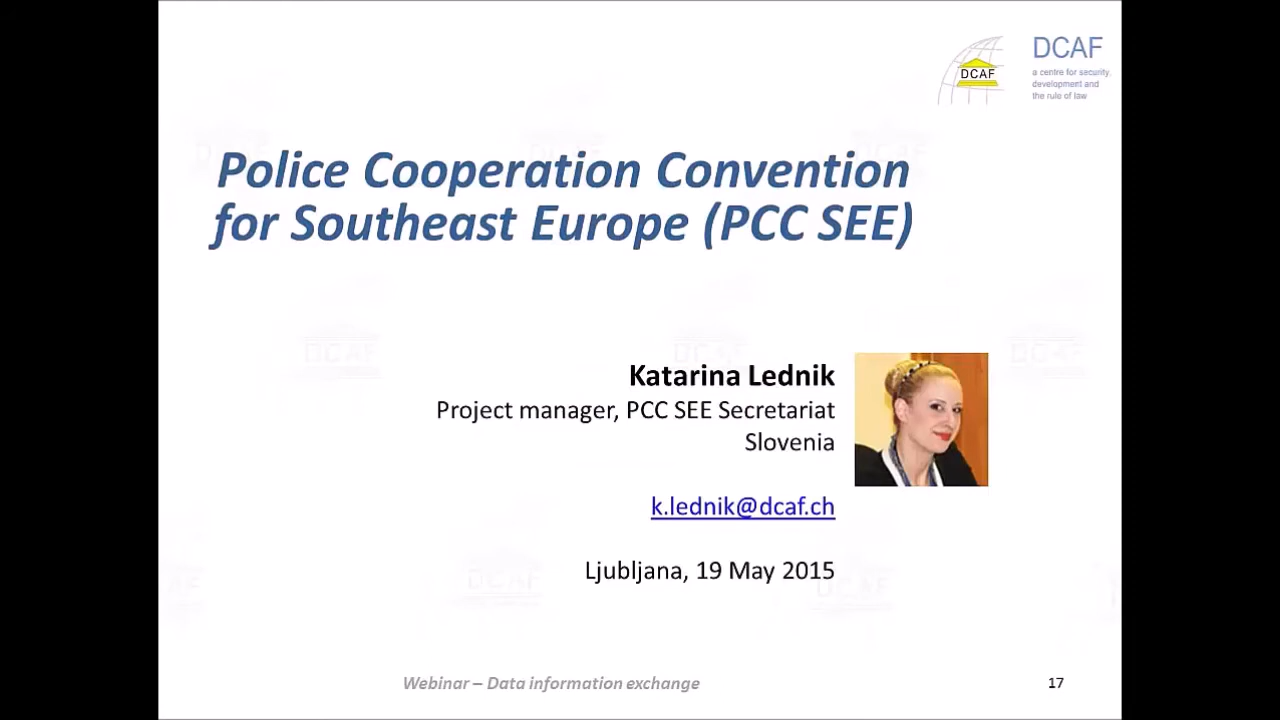 DCAF
DCAF
a centre for security,
development and
the rule of law
Police Cooperation Convention
for Southeast Europe (PCC SEE)
Katarina Lednik
Project manager, PCC SEE Secretariat
Slovenia
k.lednik@dcaf.ch
Ljubljana, 19 May 2015
Webinar – Data information exchange
17